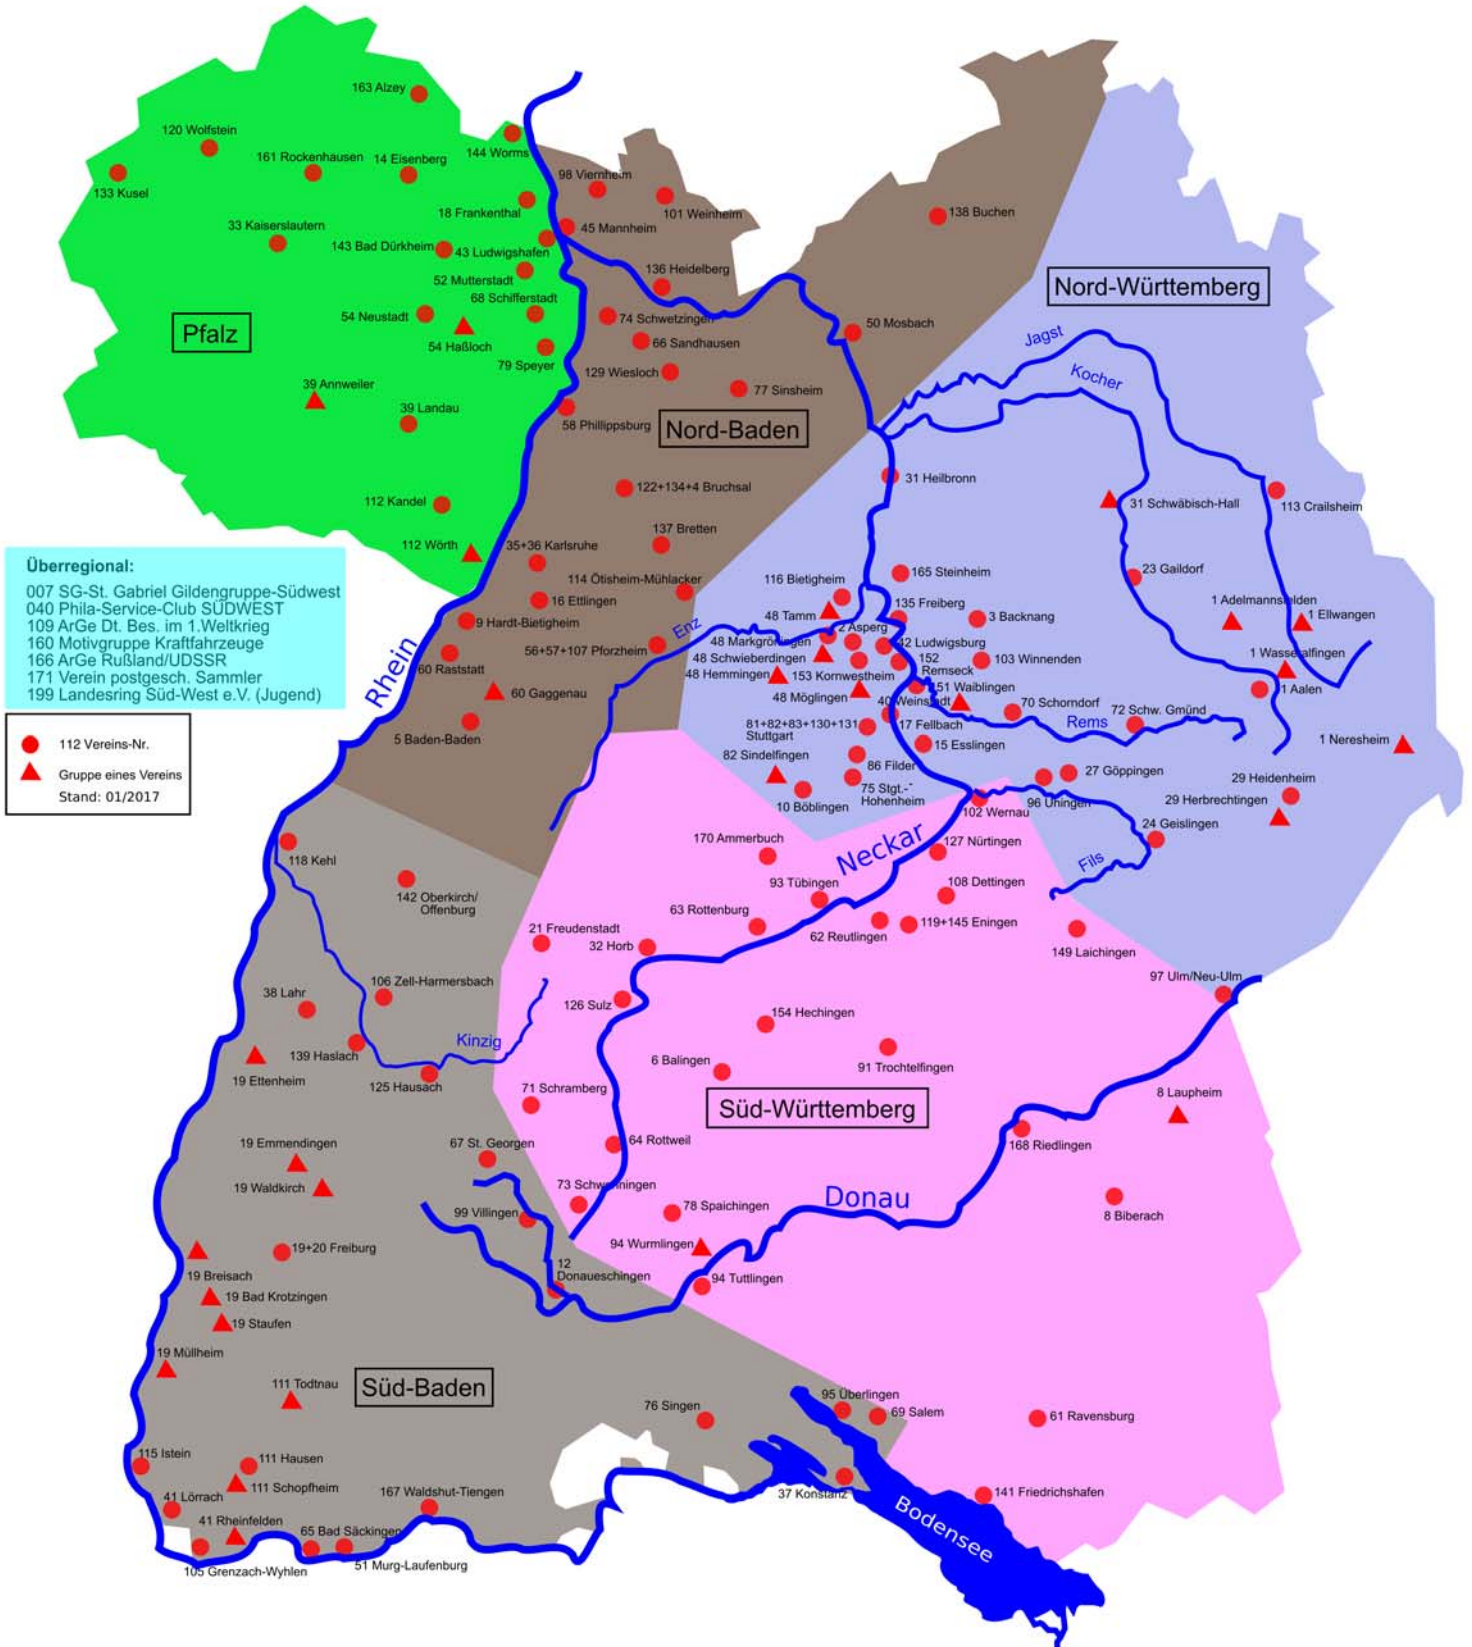 163 Alzey
120 Wolfstein
144 Worms
161 Rockenhausen
14 Eisenberg
133 Kusel
98 Viernheim
101 Weinheim
18 Frankenthal
138 Buchen
33 Kaiserslautern
45 Mannheim
143 Bad Dürkheim
43 Ludwigshafen
136 Heidelberg
52 Mutterstadt
Nord-Württemberg
68 Schifferstadt
54 Neustadt
74 Schwetzingen
50 Mosbach
Pfalz
54 Haßloch
66 Sandhausen
Jagst
79 Speyer
129 Wiesloch
Kocher
39 Annweiler
77 Sinsheim
39 Landau
58 Phillippsburg
Nord-Baden
31 Heilbronn
122+134+4 Bruchsal
112 Kandel
31 Schwäbisch-Hall
113 Crailsheim
137 Bretten
112 Wörth
35+36 Karlsruhe
Überregional:
007 SG-St. Gabriel Gildengruppe-Südwest
040 Phila-Service-Club SÜDWEST
109 ArGe Dt. Bes. im 1.Weltkrieg
160 Motivgruppe Kraftfahrzeuge
166 ArGe Rußland/UDSSR
171 Verein postgesch. Sammler
199 Landesring Süd-West e.V. (Jugend)
114 Ötisheim-Mühlacker
116 Bietigheim
165 Steinheim
23 Gaildorf
16 Ettlingen
48 Tamm
135 Freiberg
3 Backnang
1 Adelmannsfelden
1 Ellwangen
9 Hardt-Bietigheim
Enz
2 Asperg
56+57+107 Pforzheim
48 Markgröningen
42 Ludwigsburg
1 Wasseralfingen
Rhein
60 Raststatt
48 Schwieberdingen
152
Remseck
103 Winnenden
48 Hemmingen
153 Kornwestheim
60 Gaggenau
48 Möglingen
151 Waiblingen
1 Aalen
40 Weinstadt
70 Schorndorf
72 Schw. Gmünd
5 Baden-Baden
81+82+83+130+131
Stuttgart
17 Fellbach
Rems
112 Vereins-Nr.
Gruppe eines Vereins
Stand: 01/2017
15 Esslingen
1 Neresheim
82 Sindelfingen
86 Filder
27 Göppingen
29 Heidenheim
10 Böblingen
75 Stgt.-
Hohenheim
96 Uhingen
29 Herbrechtingen
102 Wernau
24 Geislingen
170 Ammerbuch
Neckar
127 Nürtingen
118 Kehl
Fils
142 Oberkirch/
Offenburg
93 Tübingen
108 Dettingen
63 Rottenburg
21 Freudenstadt
62 Reutlingen
119+145 Eningen
32 Horb
149 Laichingen
106 Zell-Harmersbach
97 Ulm/Neu-Ulm
38 Lahr
126 Sulz
154 Hechingen
139 Haslach
Kinzig
6 Balingen
91 Trochtelfingen
19 Ettenheim
125 Hausach
71 Schramberg
8 Laupheim
Süd-Württemberg
19 Emmendingen
67 St. Georgen
64 Rottweil
168 Riedlingen
19 Waldkirch
73 Schwenningen
Donau
99 Villingen
78 Spaichingen
8 Biberach
19+20 Freiburg
94 Wurmlingen
19 Breisach
12
Donaueschingen
94 Tuttlingen
19 Bad Krotzingen
19 Staufen
19 Müllheim
Süd-Baden
111 Todtnau
95 Überlingen
76 Singen
69 Salem
61 Ravensburg
115 Istein
111 Hausen
111 Schopfheim
41 Lörrach
167 Waldshut-Tiengen
37 Konstanz
141 Friedrichshafen
41 Rheinfelden
65 Bad Säckingen
Bodensee
105 Grenzach-Wyhlen
51 Murg-Laufenburg